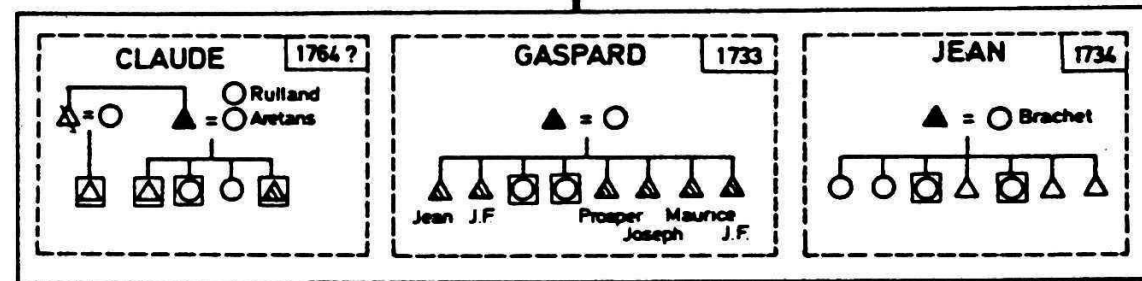 CLAUDE 1764 ?
Rulland
= = Aretans
GASPARD 1733
=
Jean J.F. Prosper Maurice
Joseph J.F.
JEAN 1734
= Brachet